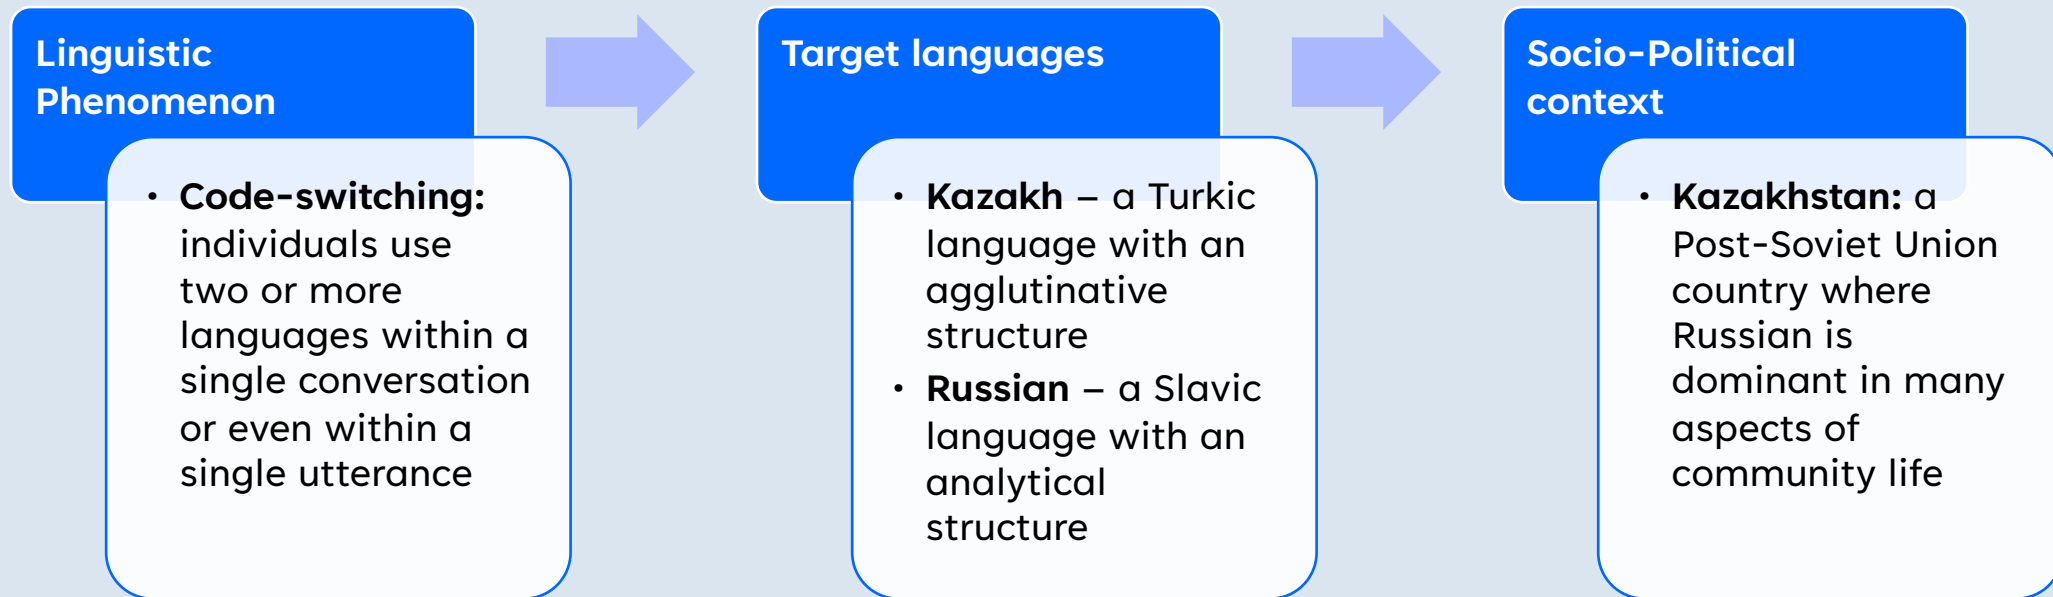 Linguistic
Phenomenon
• Code-switching:
individuals use
two or more
languages within a
single conversation
or even within a
single utterance
Target languages
• Kazakh – a Turkic
language with an
agglutinative
structure
• Russian – a Slavic
language with an
analytical
structure
Socio-Political
context
• Kazakhstan: a
Post-Soviet Union
country where
Russian is
dominant in many
aspects of
community life